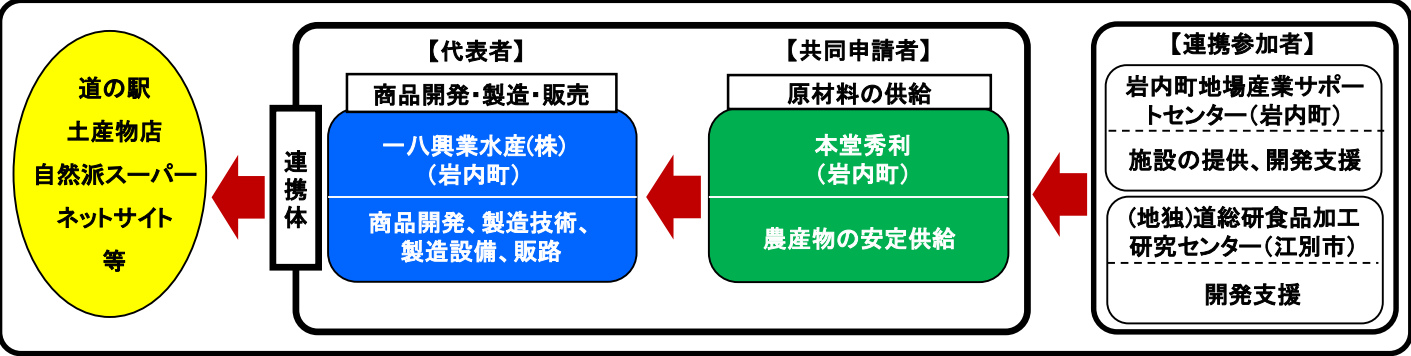 道の駅
土産物店
自然派スーパー
ネットサイト
等
連携体
【代表者】
商品開発・製造・販売
一八興業水産(株)
(岩内町)
商品開発、製造技術、
製造設備、販路
【共同申請者】
原材料の供給
本堂秀利
(岩内町)
農産物の安定供給
【連携参加者】
岩内町地場産業サポー
トセンター(岩内町)
施設の提供、開発支援
(地独)道総研食品加工
研究センター(江別市)
開発支援